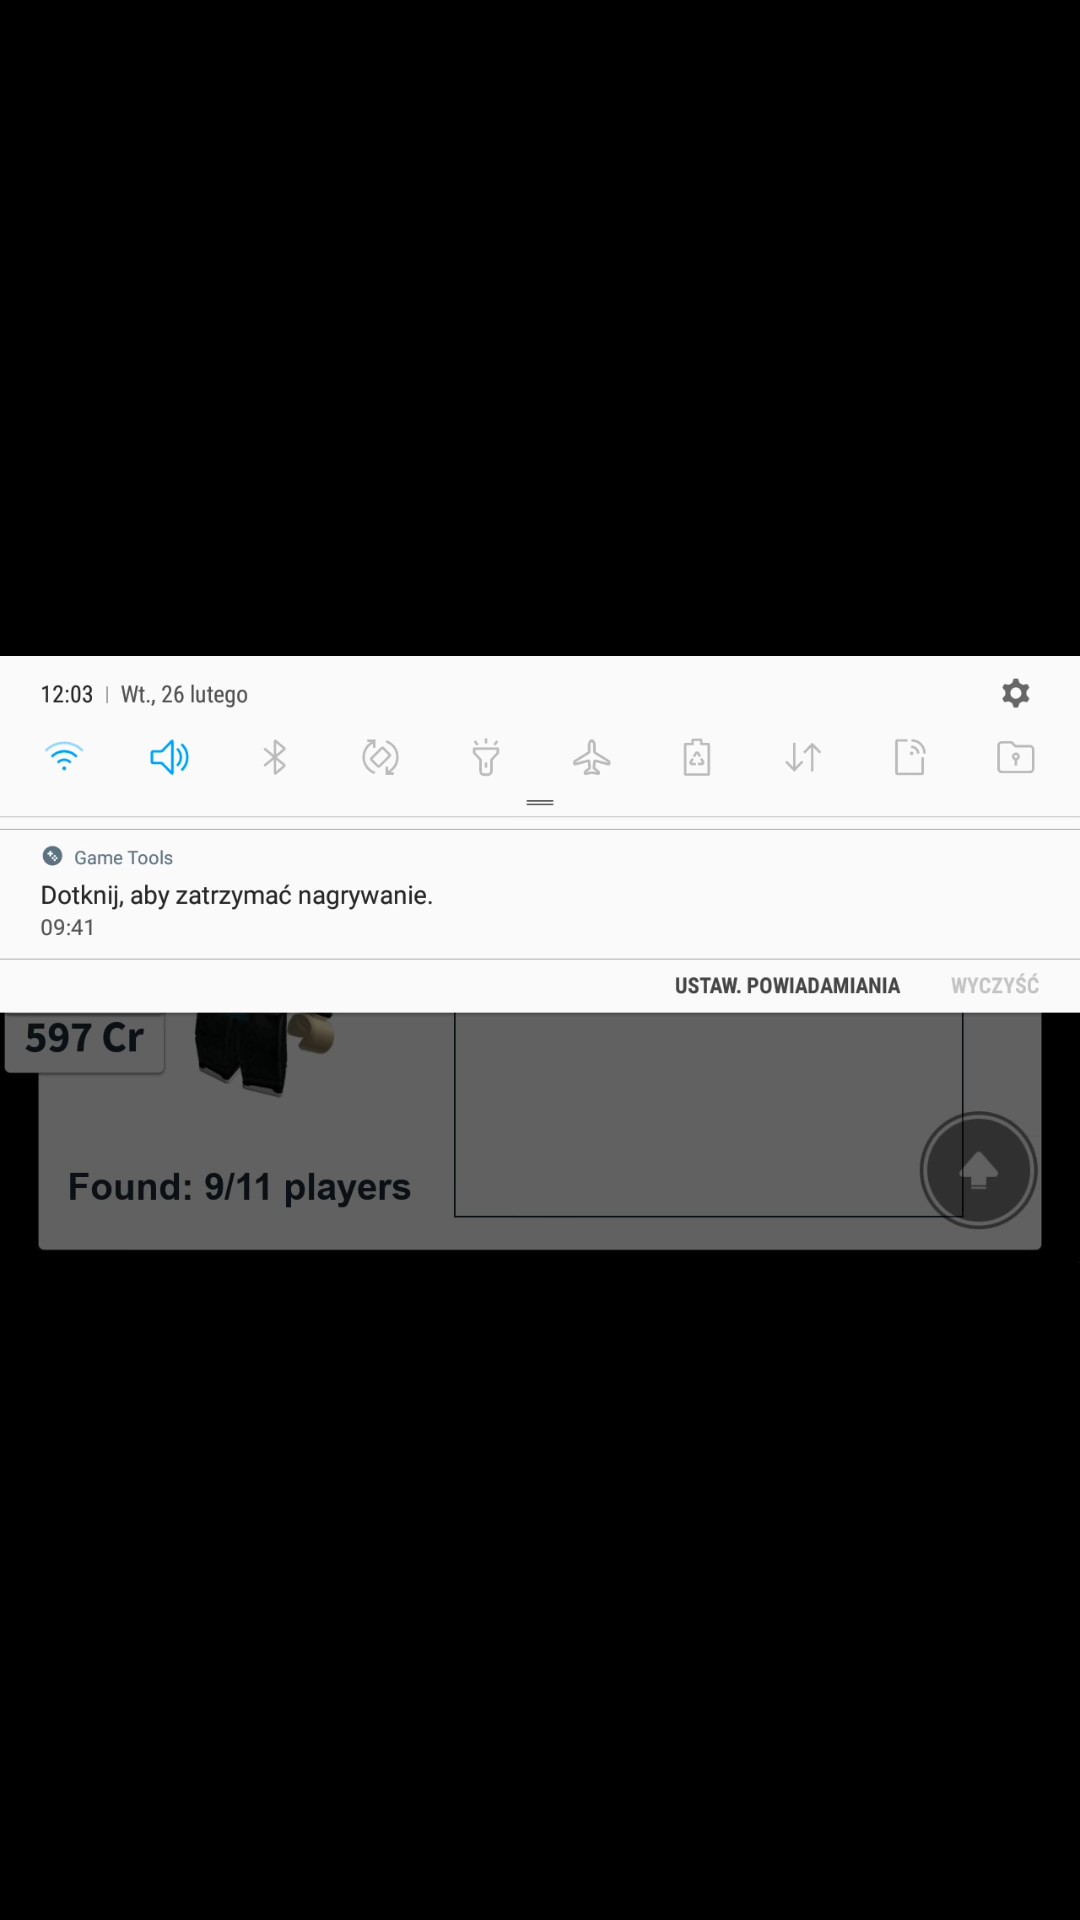 12:03 | Wt., 26 lutego
Game Tools
Dotknij, aby zatrzymać nagrywanie.
09:41
USTAW. POWIADAMIANIA WYCZYŚĆ
597 Cr
Found: 9/11 players